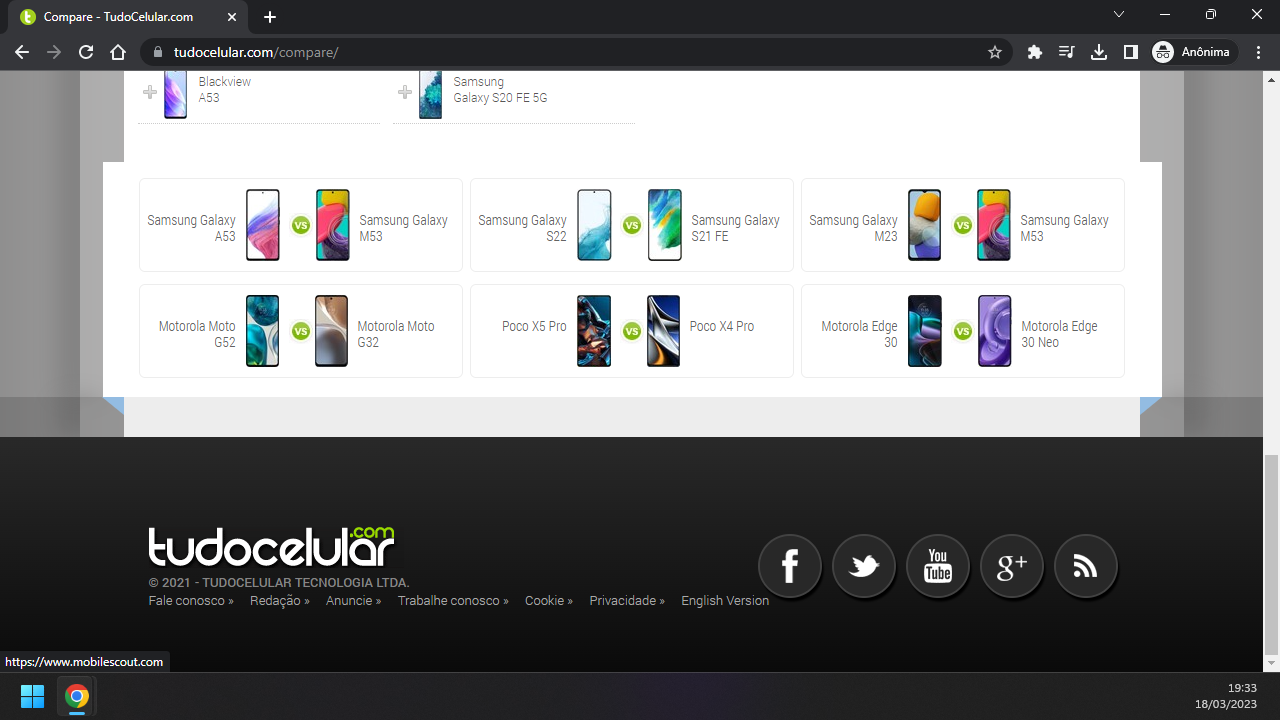 Compare - TudoCelular.com
tudocelular.com/compare/
Anônima
Blackview
A53
Samsung
Galaxy S20 FE 5G
Samsung Galaxy
A53
VS
Samsung Galaxy
M53
Samsung Galaxy
S22
VS
Samsung Galaxy
S21 FE
Samsung Galaxy
M23
VS
Samsung Galaxy
M53
Motorola Moto
G52
VS
Motorola Moto
G32
Poco X5 Pro
VS
Poco X4 Pro
Motorola Edge
30
VS
Motorola Edge
30 Neo
tudocelular.com
© 2021 - TUDOCELULAR TECNOLOGIA LTDA.
Fale conosco » Redação » Anuncie » Trabalhe conosco » Cookie » Privacidade » English Version
f
You
Tube
g+
https://www.mobilescout.com
19:33
18/03/2023